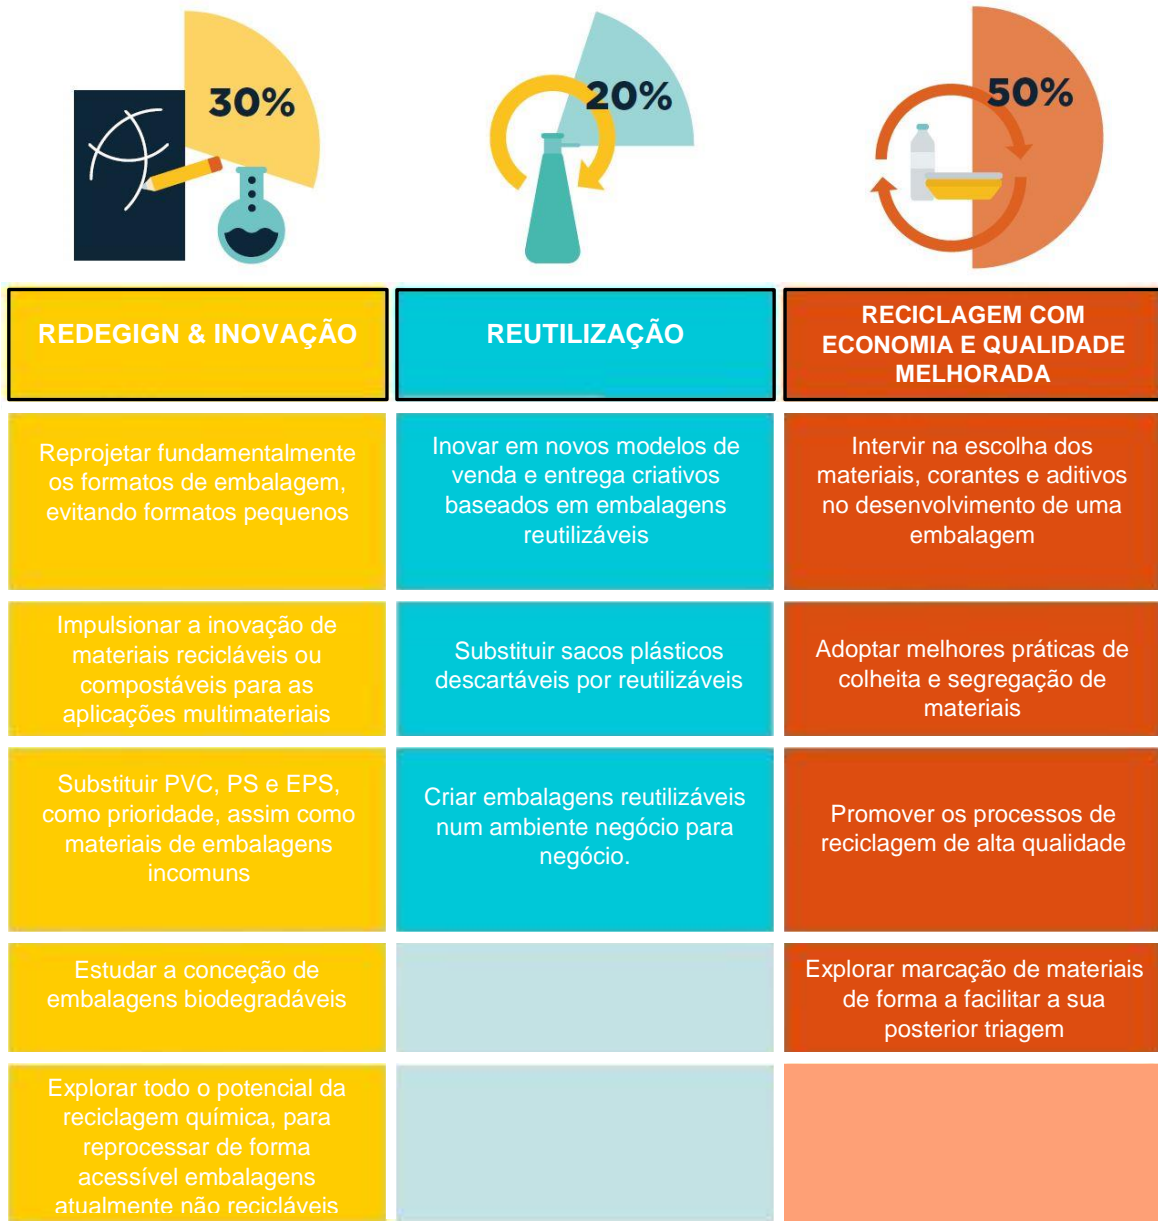 30%
20%
50%
REDEGIGN & INOVAÇÃO
REUTILIZAÇÃO
RECICLAGEM COM
ECONOMIA E QUALIDADE
MELHORADA
Reprojetar fundamentalmente
os formatos de embalagem,
evitando formatos pequenos
Inovar em novos modelos de
venda e entrega criativos
baseados em embalagens
reutilizáveis
Intervir na escolha dos
materiais, corantes e aditivos
no desenvolvimento de uma
embalagem
Impulsionar a inovação de
materiais recicláveis ou
compostáveis para as
aplicações multimateriais
Substituir sacos plásticos
descartáveis por reutilizáveis
Adoptar melhores práticas de
colheita e segregação de
materiais
Substituir PVC, PS e EPS,
como prioridade, assim como
materiais de embalagens
incomuns
Criar embalagens reutilizáveis
num ambiente negócio para
negócio.
Promover os processos de
reciclagem de alta qualidade
Estudar a conceção de
embalagens biodegradáveis
Explorar marcação de materiais
de forma a facilitar a sua
posterior triagem
Explorar todo o potencial da
reciclagem química, para
reprocessar de forma
acessível embalagens
atualmente não recicláveis